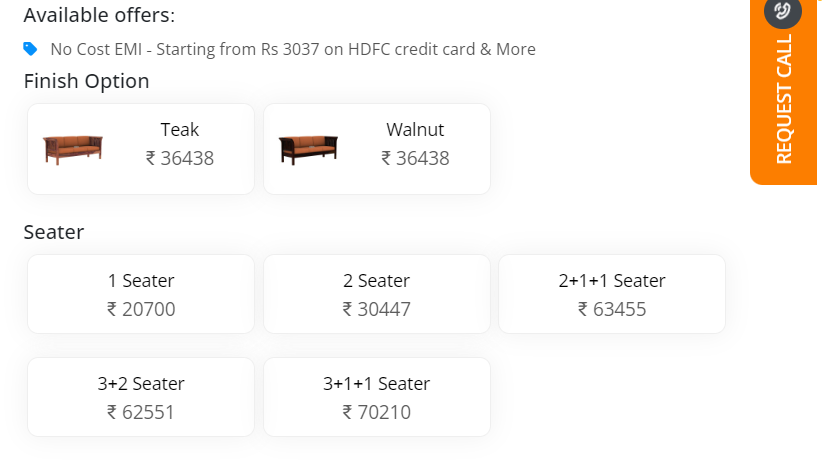 Available offers:
No Cost EMI - Starting from Rs 3037 on HDFC credit card & More
Finish Option
Teak
₹ 36438
Walnut
₹ 36438
Seater
1 Seater
₹ 20700
2 Seater
₹ 30447
2+1+1 Seater
₹ 63455
3+2 Seater
₹ 62551
3+1+1 Seater
₹ 70210
REQUEST CALL